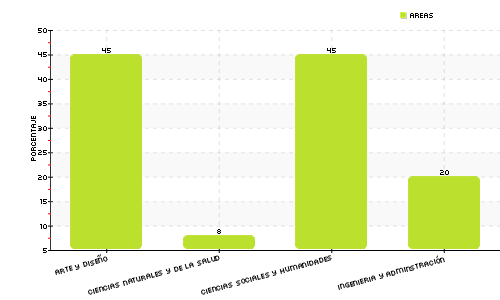 AREAS
50
45
40
35
30
25
20
15
10
5
PORCENTAJE
45
8
45
20
ARTE Y DISEÑO
CIENCIAS NATURALES Y DE LA SALUD
CIENCIAS SOCIALES Y HUMANIDADES
INGENIERIA Y ADMINSTRACIÓN